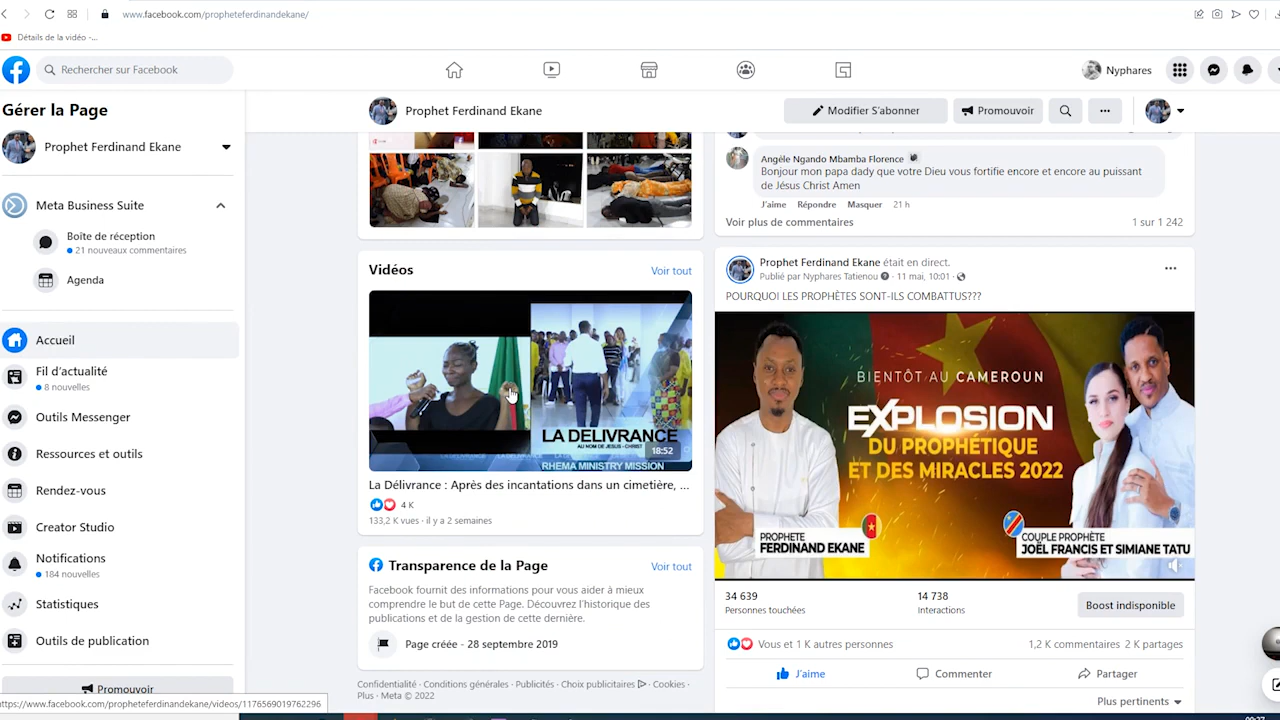 www.facebook.com/propheteferdinandekane/
Détails de la vidéo -...
Rechercher sur Facebook
Nyphares
Gérer la Page
Prophet Ferdinand Ekane
Meta Business Suite
Boîte de réception
21 nouveaux commentaires
Agenda
Accueil
Fil d'actualité
8 nouvelles
Outils Messenger
Ressources et outils
Rendez-vous
Creator Studio
Notifications
184 nouvelles
Statistiques
Outils de publication
Promouvoir
https://www.facebook.com/propheteferdinandekane/videos/1176569019762296
Prophet Ferdinand Ekane
Modifier S'abonner
Promouvoir
Vidéos
Voir tout
LA DELIVRANCE
AU NOM DE JESUS-CHRIST
18:52
RHEMA MINISTRY MISSION
La Délivrance : Après des incantations dans un cimetière, ...
4 K
133,2 K vues · il y a 2 semaines
Transparence de la Page
Voir tout
Facebook fournit des informations pour vous aider à mieux
comprendre le but de cette Page. Découvrez l'historique des
publications et de la gestion de cette dernière.
Page créée - 28 septembre 2019
Confidentialité · Conditions générales · Publicités · Choix publicitaires · Cookies ·
Plus · Meta © 2022
Angèle Ngando Mbamba Florence
Bonjour mon papa dady que votre Dieu vous fortifie encore et encore au puissant
de Jésus Christ Amen
J'aime Répondre Masquer 21 h
Voir plus de commentaires
1 sur 1 242
Prophet Ferdinand Ekane était en direct.
Publié par Nyphares Tatienou · 11 mai, 10:01 ·
POURQUOI LES PROPHÈTES SONT-ILS COMBATTUS???
BIENTÔT AU CAMEROUN
EXPLOSION
DU PROPHÉTIQUE
ET DES MIRACLES 2022
PROPHETE
FERDINAND EKANE
COUPLE PROPHÈTE
JOËL FRANCIS ET SIMIANE TATU
34 639
Personnes touchées
14 738
Interactions
Boost indisponible
Vous et 1 K autres personnes
1,2 K commentaires 2 K partages
J'aime
Commenter
Partager
Plus pertinents